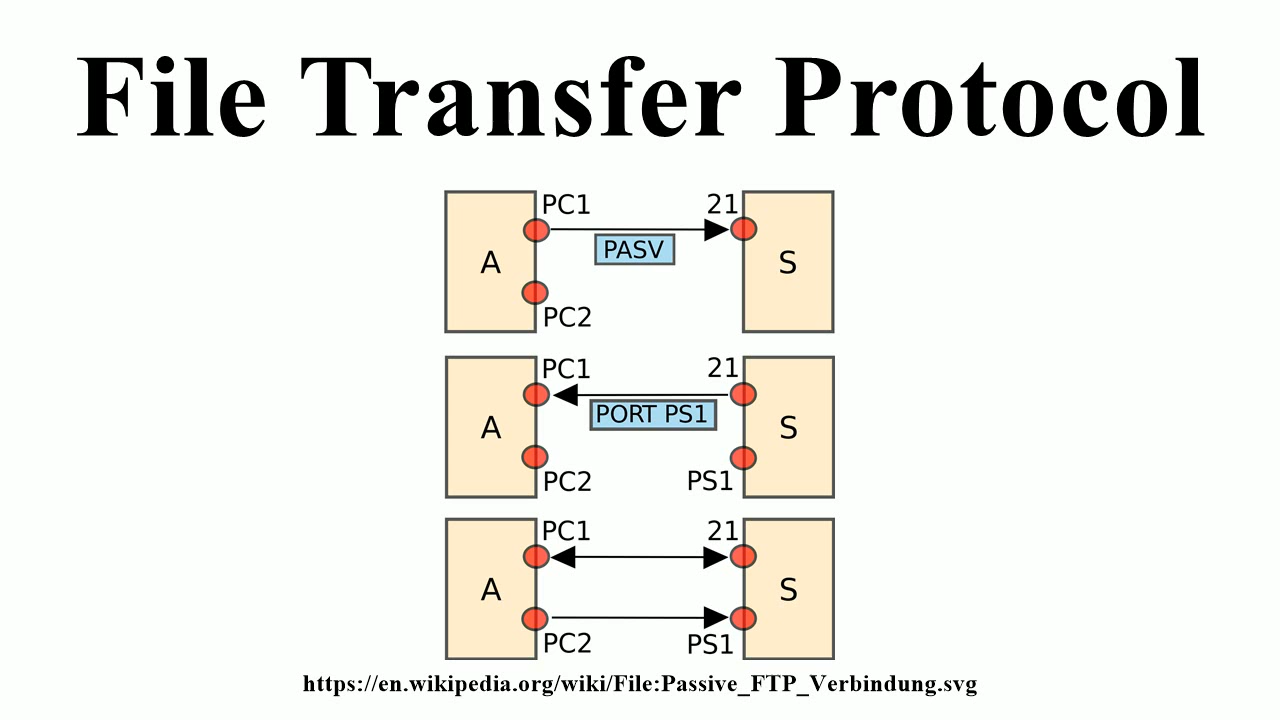 File Transfer Protocol
PC1 21
PASV
A S
PC2
PC1 21
PORT PS1
A S
PC2 PS1
PC1 21
A S
PC2 PS1
https://en.wikipedia.org/wiki/File:Passive_FTP_Verbindung.svg